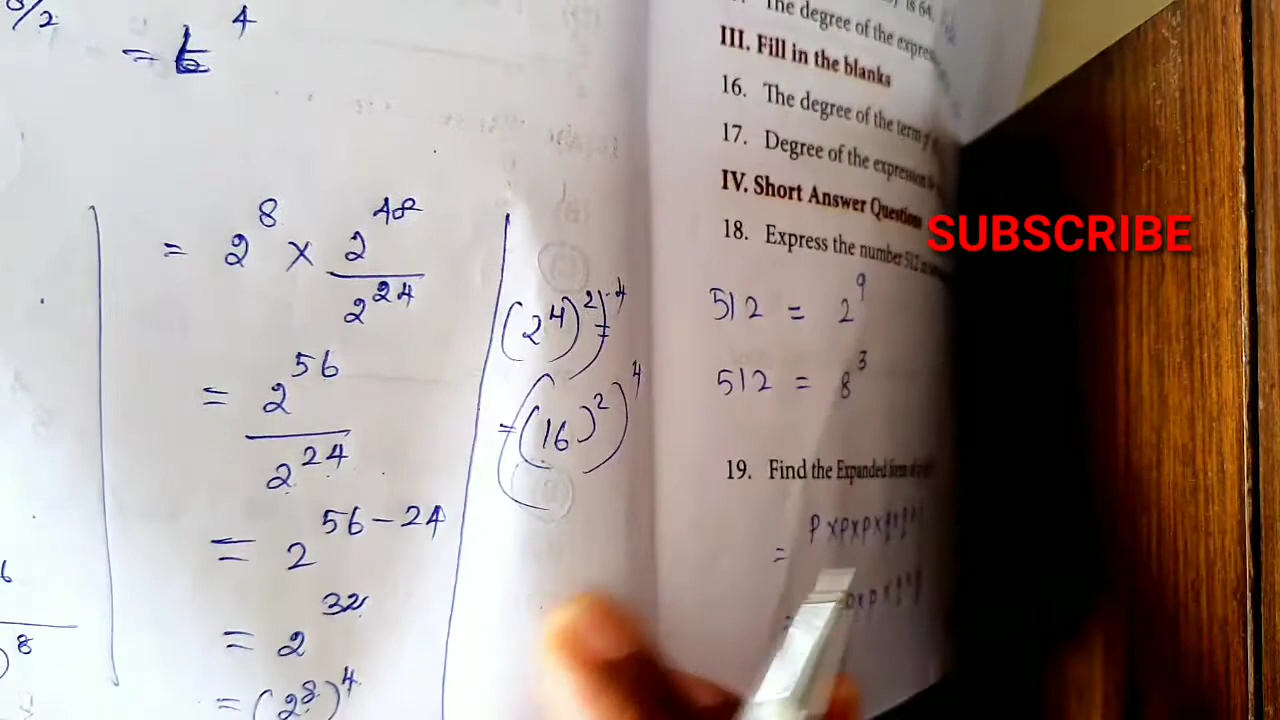 = t^4
= 2^8 × 2^48 / 2^24
= 2^56 / 2^24
= 2^56-24
= 2^32
= (2^8)^4
8
((2^4)^2)^4
= ((16)^2)^4
is 64.
The degree of the
III. Fill in the blanks
16. The degree of the term
17. Degree of the expression
IV. Short Answer Questions
18. Express the number 512
512 = 2^9
512 = 8^3
19. Find the Expanded form of
= P×P×P×
SUBSCRIBE